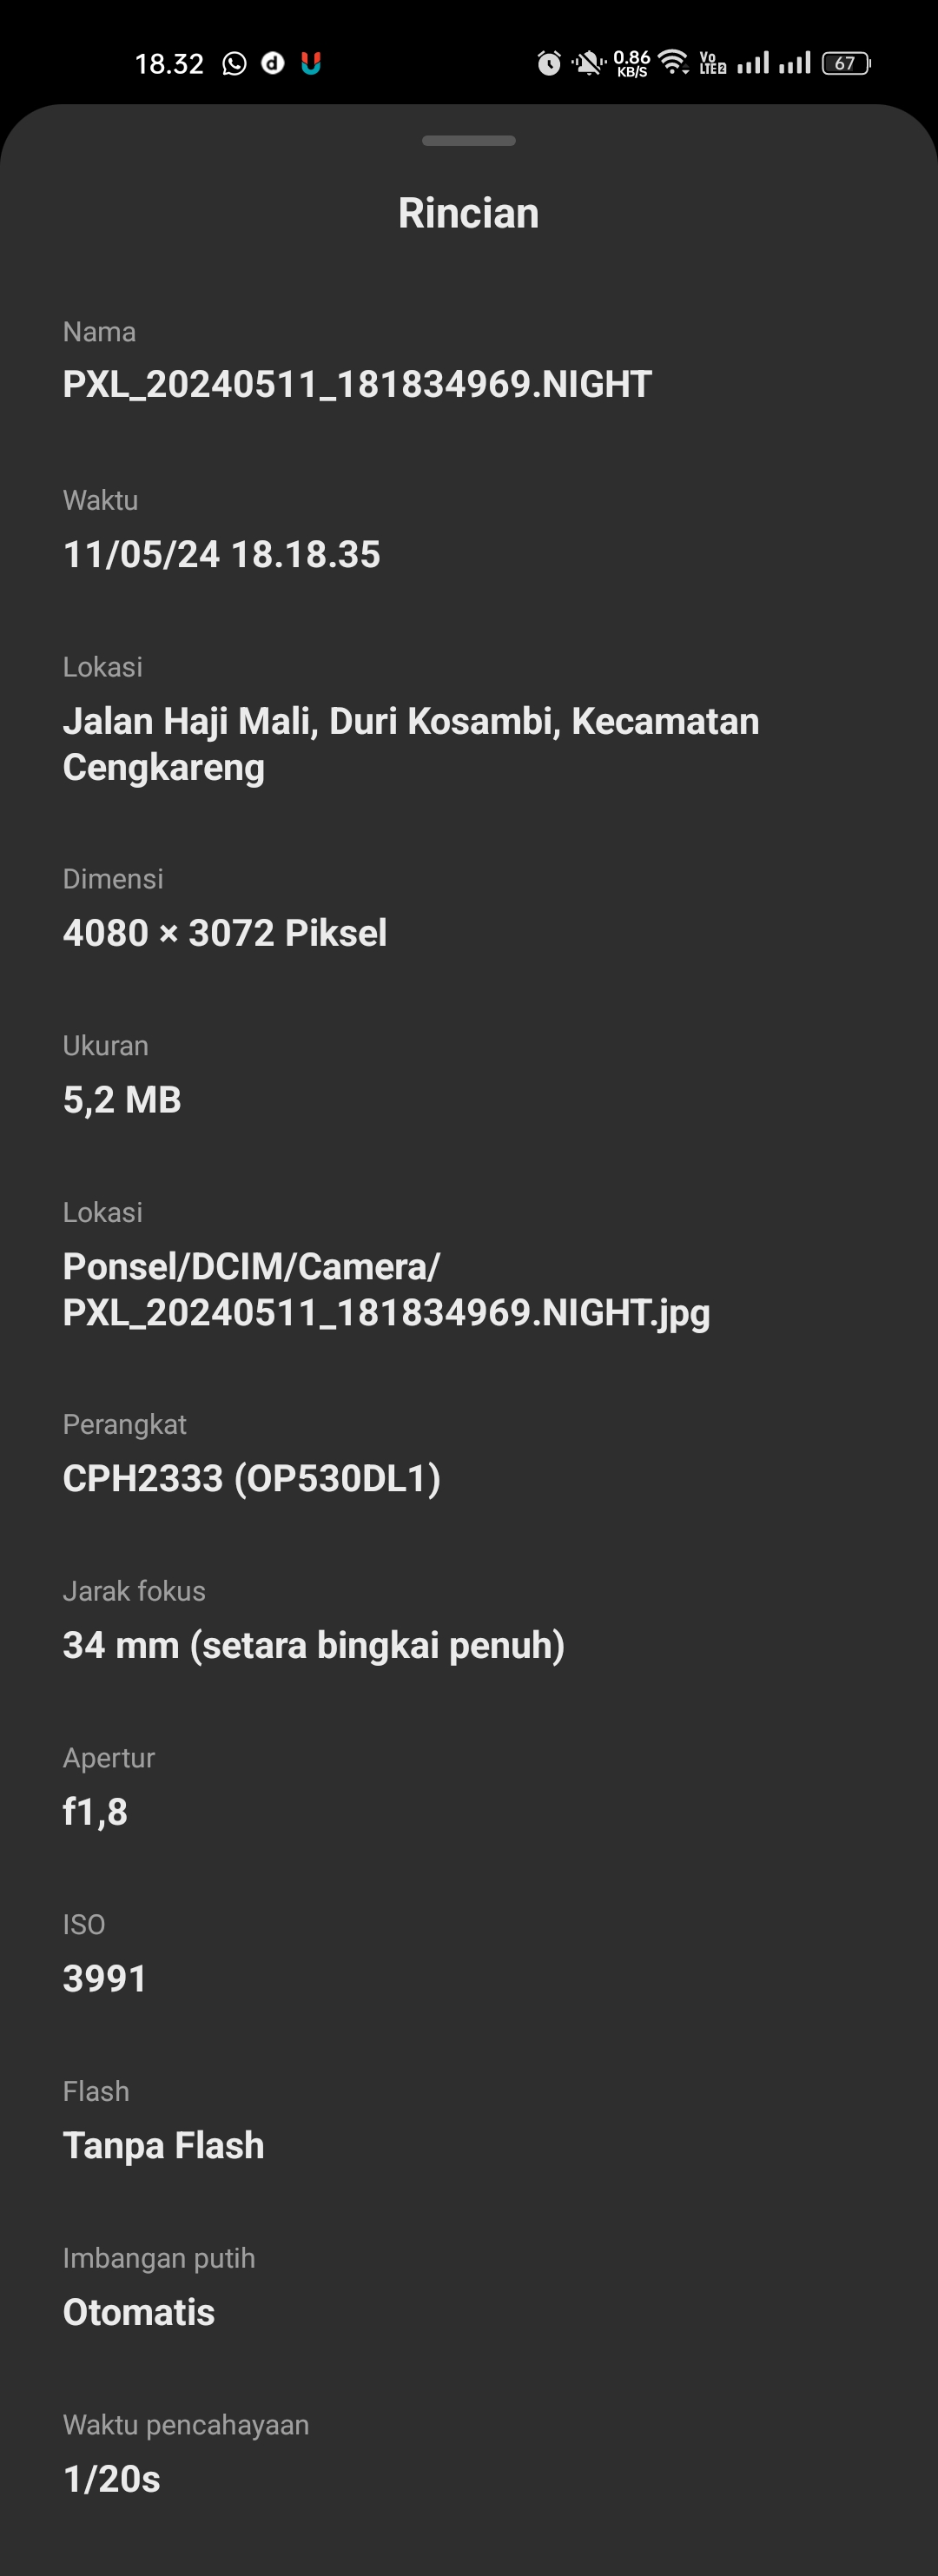 18.32
0.86
KB/S
Vo
LTE2
67
Rincian
Nama
PXL_20240511_181834969.NIGHT
Waktu
11/05/24 18.18.35
Lokasi
Jalan Haji Mali, Duri Kosambi, Kecamatan
Cengkareng
Dimensi
4080 × 3072 Piksel
Ukuran
5,2 MB
Lokasi
Ponsel/DCIM/Camera/
PXL_20240511_181834969.NIGHT.jpg
Perangkat
CPH2333 (OP530DL1)
Jarak fokus
34 mm (setara bingkai penuh)
Apertur
f1,8
ISO
3991
Flash
Tanpa Flash
Imbangan putih
Otomatis
Waktu pencahayaan
1/20s